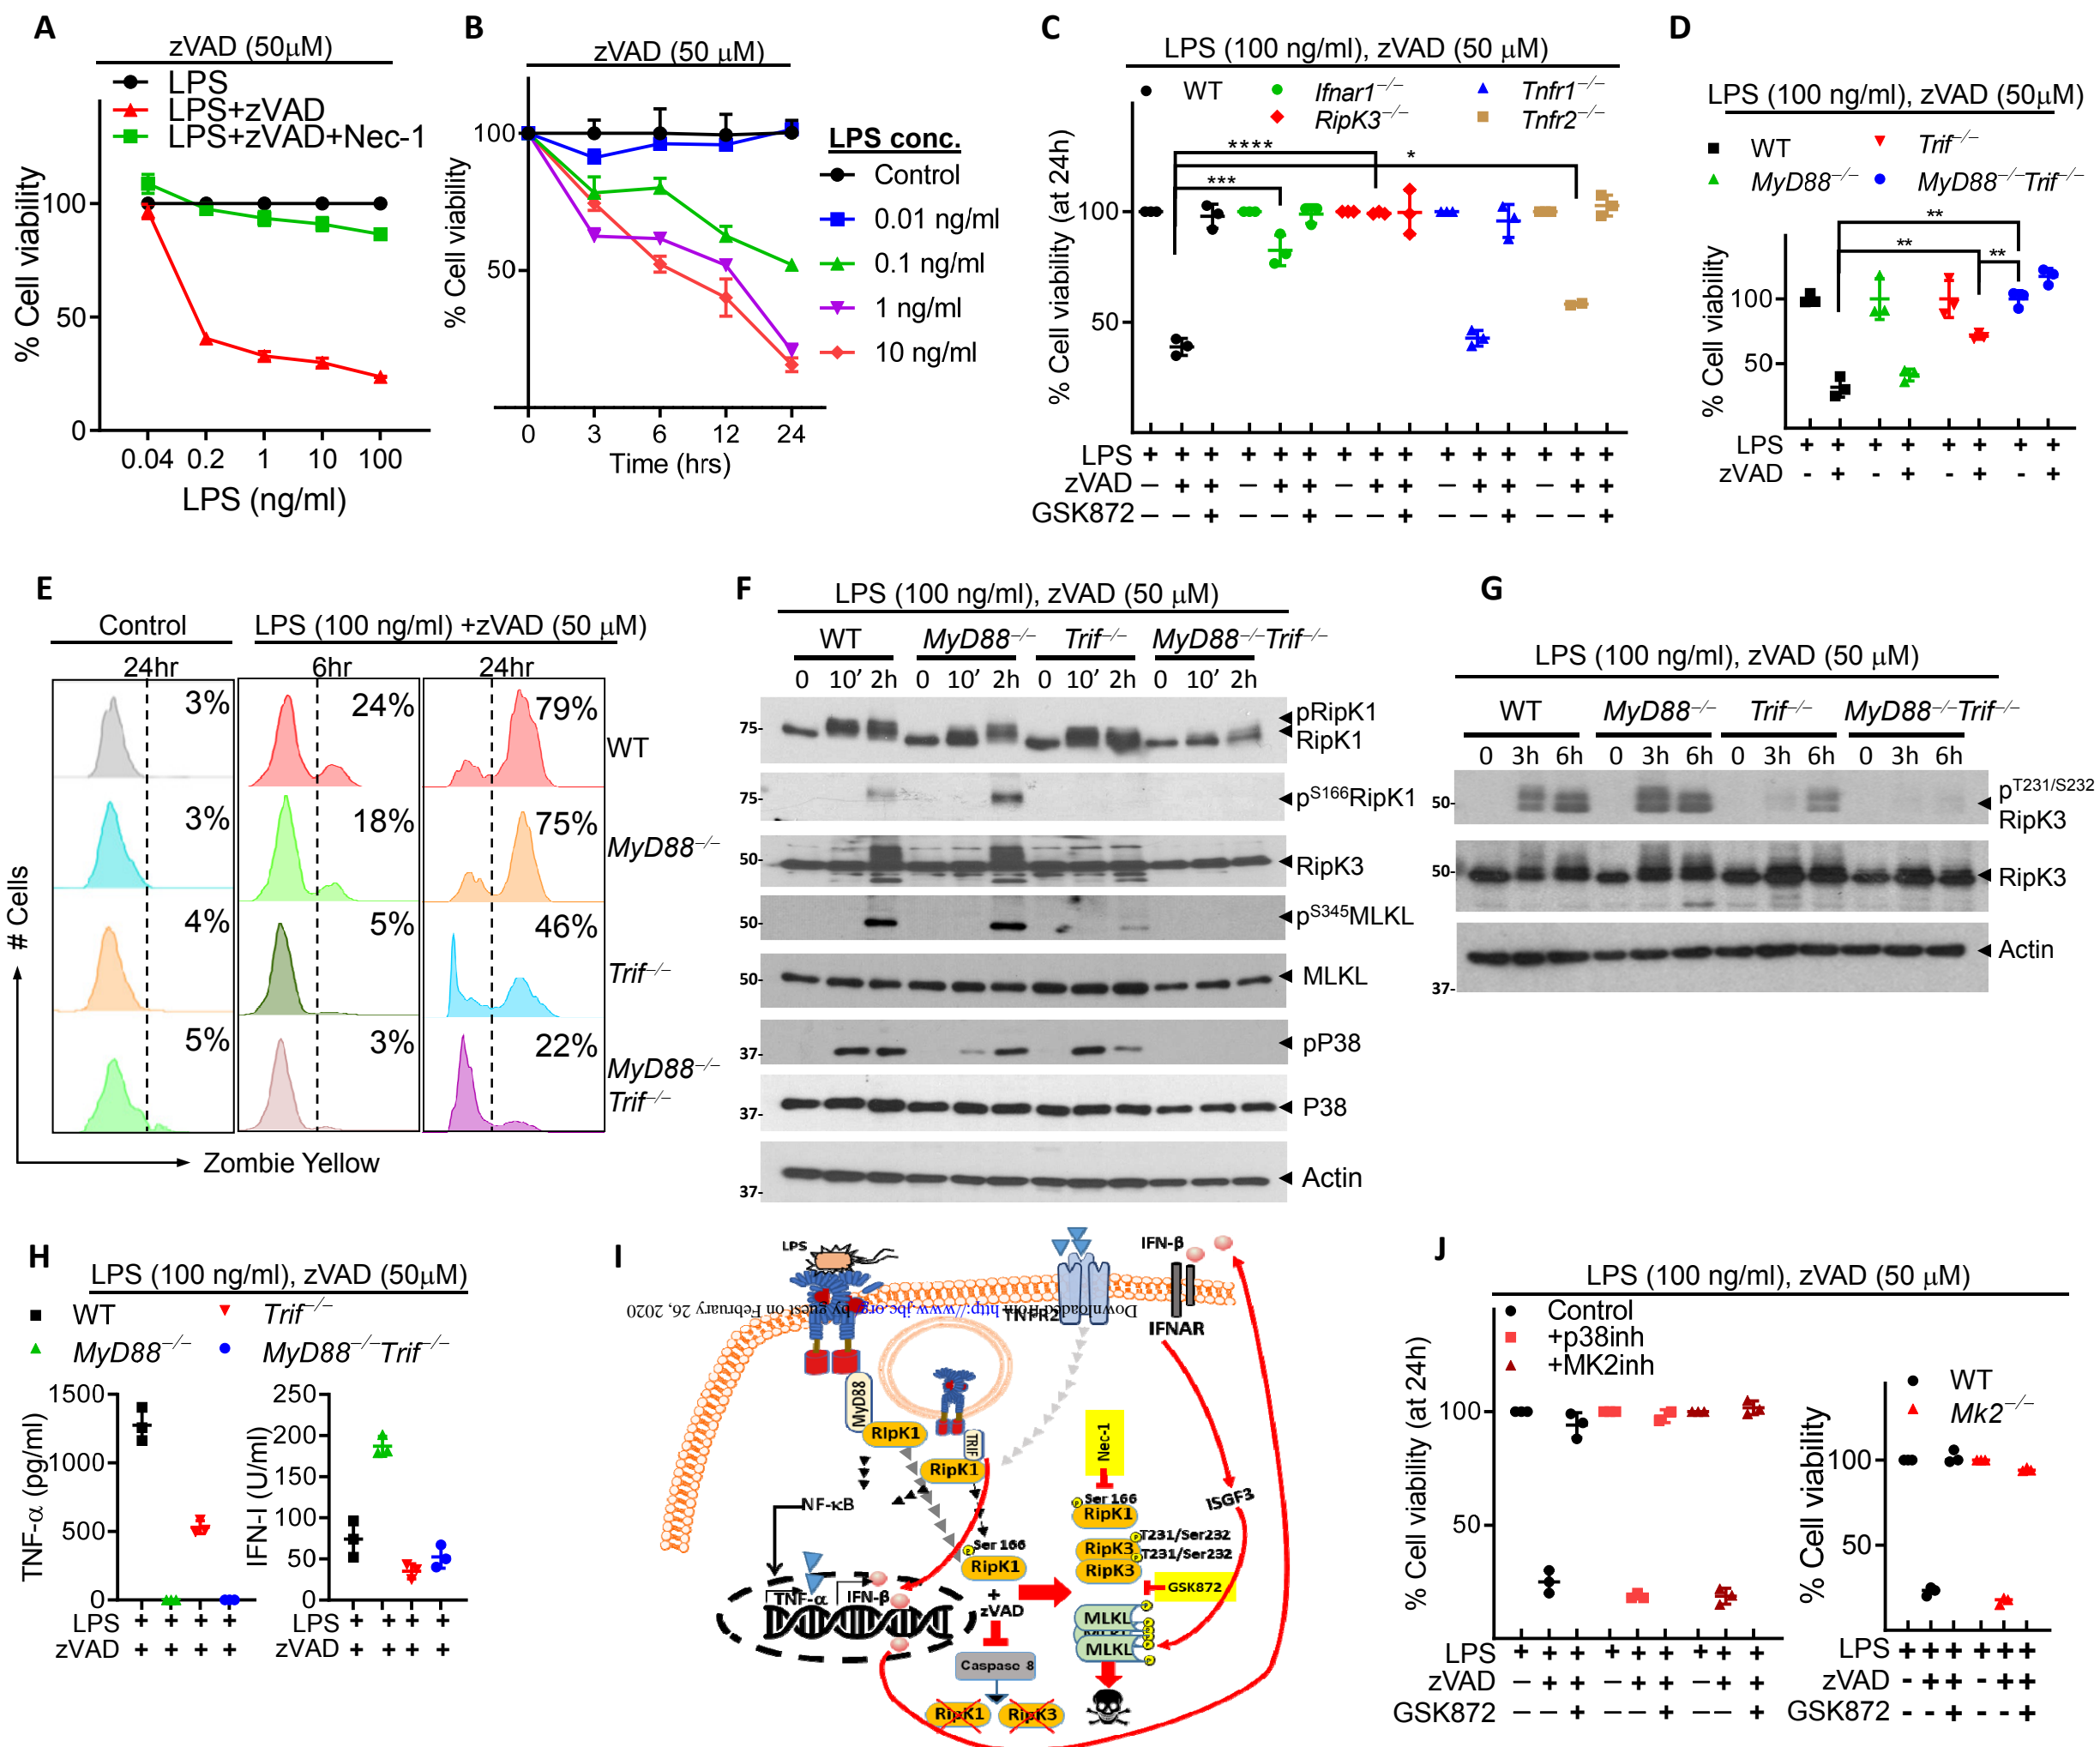 A
zVAD (50μM)
LPS
LPS+zVAD
LPS+zVAD+Nec-1
% Cell viability
100
50
0
0.04 0.2 1 10 100
LPS (ng/ml)
B
zVAD (50 μM)
% Cell viability
100
50
0 3 6 12 24
Time (hrs)
LPS conc.
Control
0.01 ng/ml
0.1 ng/ml
1 ng/ml
10 ng/ml
C
LPS (100 ng/ml), zVAD (50 μM)
WT Ifnar1−/− Tnfr1−/−
RipK3−/− Tnfr2−/−
**** *
***
% Cell viability (at 24h)
100
50
LPS + + + + + + + + + + + + + + +
zVAD − + + − + + − + + − + + − + +
GSK872 − − + − − + − − + − − + − − +
D
LPS (100 ng/ml), zVAD (50μM)
WT Trif−/−
MyD88−/− MyD88−/−Trif−/−
**
** **
% Cell viability
100
50
LPS + + + + + + + +
zVAD - + - + - + - +
E
Control LPS (100 ng/ml) +zVAD (50 μM)
24hr 6hr 24hr
3% 24% 79% WT
3% 18% 75% MyD88−/−
4% 5% 46% Trif−/−
5% 3% 22% MyD88−/−
Trif−/−
# Cells
Zombie Yellow
F
LPS (100 ng/ml), zVAD (50 μM)
WT MyD88−/− Trif−/− MyD88−/−Trif−/−
0 10’ 2h 0 10’ 2h 0 10’ 2h 0 10’ 2h
75- pRipK1
RipK1
75- pS166RipK1
50- RipK3
50- pS345MLKL
50- MLKL
37- pP38
37- P38
37- Actin
G
LPS (100 ng/ml), zVAD (50 μM)
WT MyD88−/− Trif−/− MyD88−/−Trif−/−
0 3h 6h 0 3h 6h 0 3h 6h 0 3h 6h
50- pT231/S232
RipK3
50- RipK3
Actin
37-
H
LPS (100 ng/ml), zVAD (50μM)
WT Trif−/−
MyD88−/− MyD88−/−Trif−/−
TNF-α (pg/ml)
1500
1000
500
0
LPS + + + +
zVAD + + + +
IFN-I (U/ml)
250
200
150
100
50
0
LPS + + + +
zVAD + + + +
I
LPS
IFN-β
Downloaded from http://www.jbc.org/ by guest on February 26, 2020
TNFR2
IFNAR
MyD88
RIpK1
TRIF
RipK1
NF-κB
Nec-1
P Ser 166
RipK1
ISGF3
P T231/Ser232
RipK3
P T231/Ser232
RipK3
P Ser 166
RipK1
GSK872
+
zVAD
TNF-α IFN-β
MLKL P
MLKL P
MLKL P
Caspase 8
RipK1 RipK3
J
LPS (100 ng/ml), zVAD (50 μM)
Control
+p38inh
+MK2inh
% Cell viability (at 24h)
100
50
LPS + + + + + + + + +
zVAD − + + − + + − + +
GSK872 − − + − − + − − +
WT
Mk2−/−
% Cell viability
100
50
LPS + + + + + +
zVAD - + + - + +
GSK872 - - + - - +